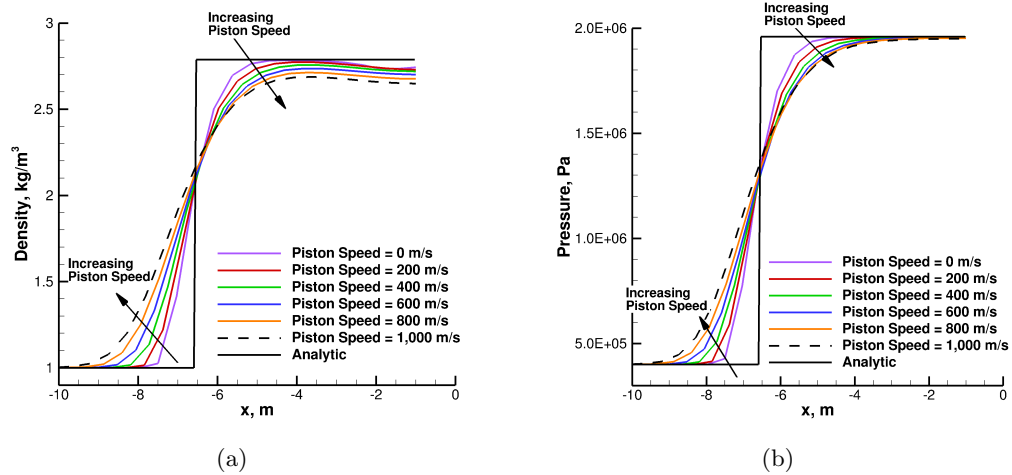 Increasing
Piston Speed
3
2.5
2
1.5
1
Density, kg/m³
Increasing
Piston Speed
Piston Speed = 0 m/s
Piston Speed = 200 m/s
Piston Speed = 400 m/s
Piston Speed = 600 m/s
Piston Speed = 800 m/s
Piston Speed = 1,000 m/s
Analytic
-10
-8
-6
-4
-2
0
x, m
(a)
Increasing
Piston Speed
2.0E+06
1.5E+06
1.0E+06
5.0E+05
Pressure, Pa
Increasing
Piston Speed
Piston Speed = 0 m/s
Piston Speed = 200 m/s
Piston Speed = 400 m/s
Piston Speed = 600 m/s
Piston Speed = 800 m/s
Piston Speed = 1,000 m/s
Analytic
-10
-8
-6
-4
-2
0
x, m
(b)